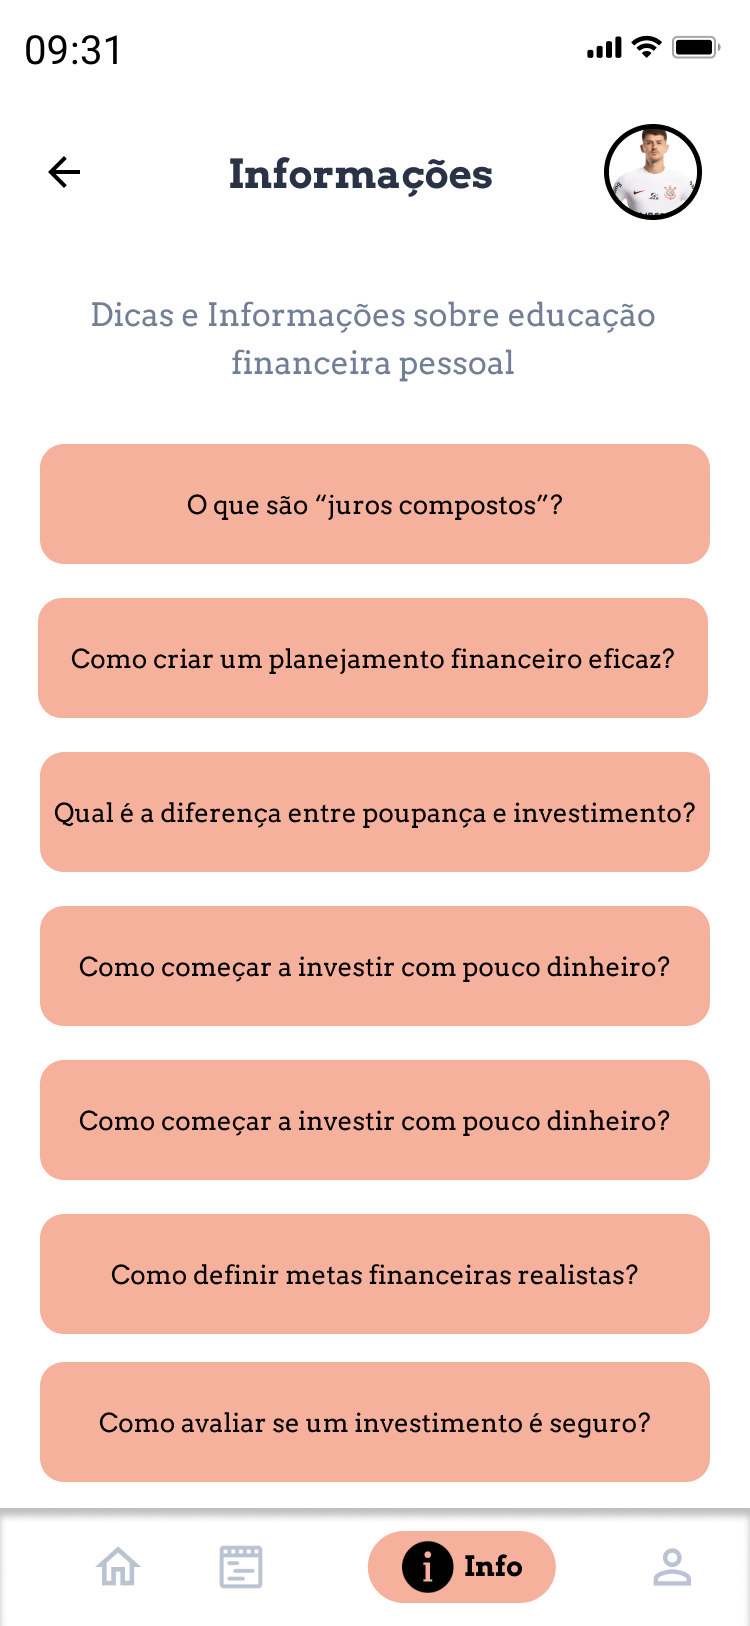 09:31
Informações
Dicas e Informações sobre educação
financeira pessoal
O que são “juros compostos”?
Como criar um planejamento financeiro eficaz?
Qual é a diferença entre poupança e investimento?
Como começar a investir com pouco dinheiro?
Como começar a investir com pouco dinheiro?
Como definir metas financeiras realistas?
Como avaliar se um investimento é seguro?
i Info